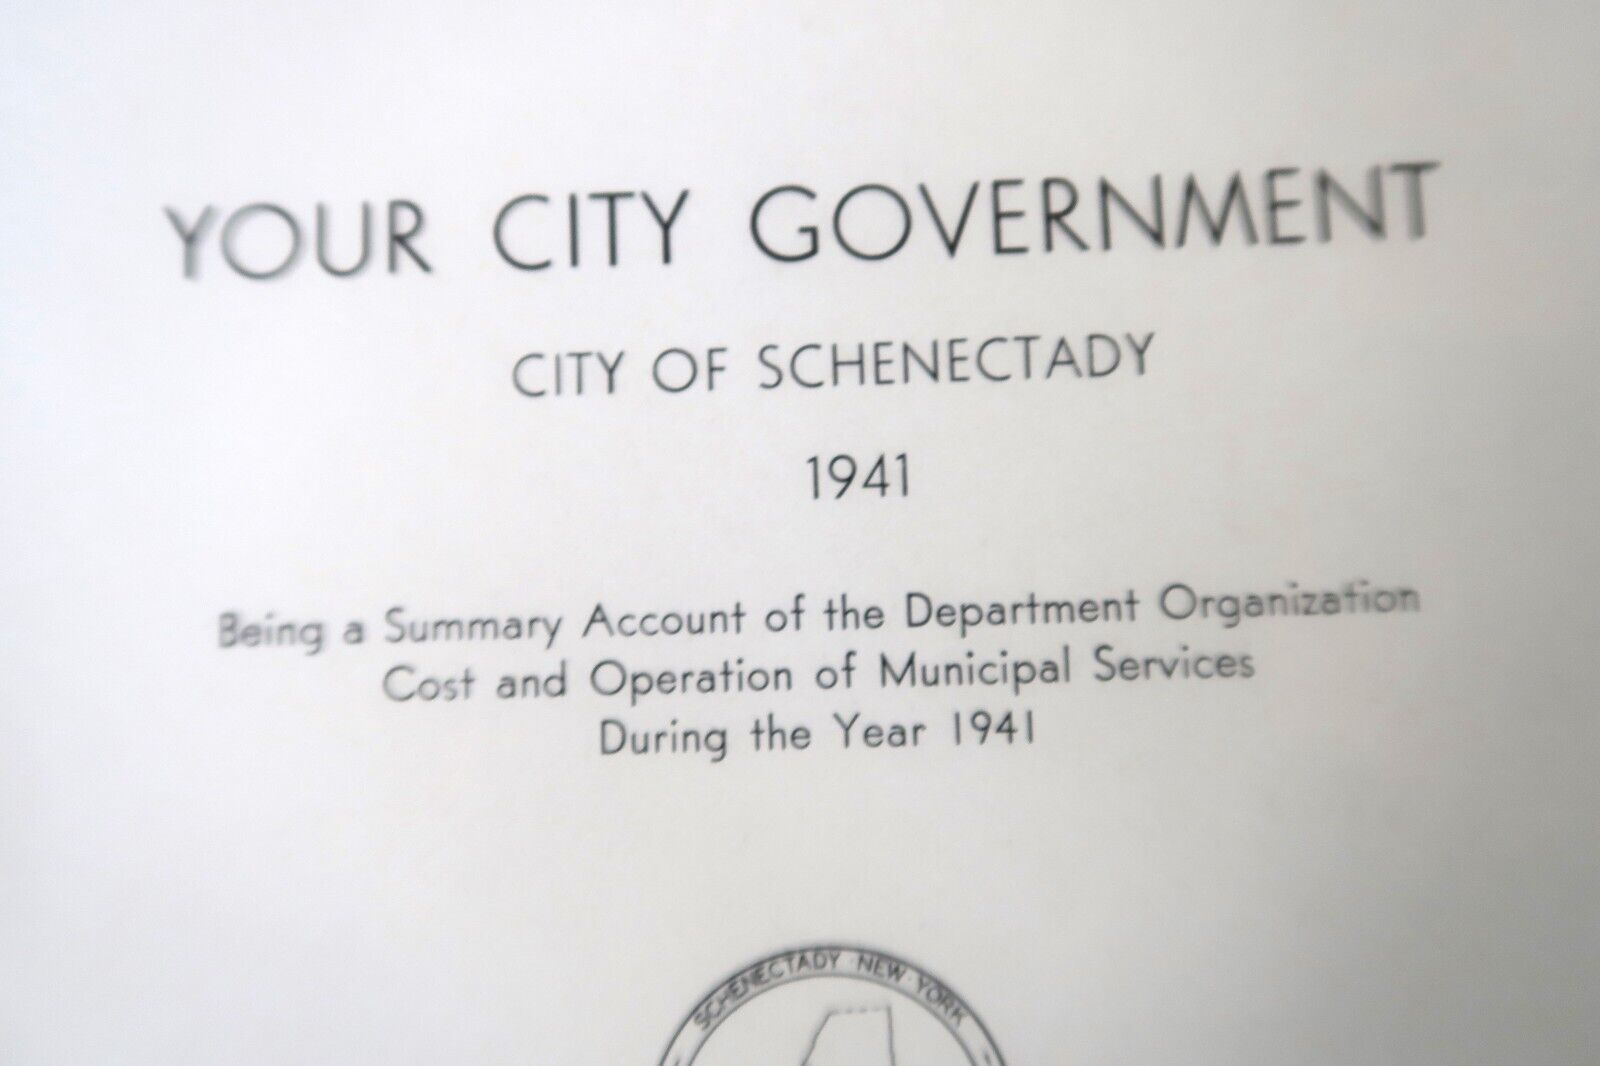 YOUR CITY GOVERNMENT
CITY OF SCHENECTADY
1941
Being a Summary Account of the Department Organization
Cost and Operation of Municipal Services
During the Year 1941
SCHENECTADY · NEW · YORK